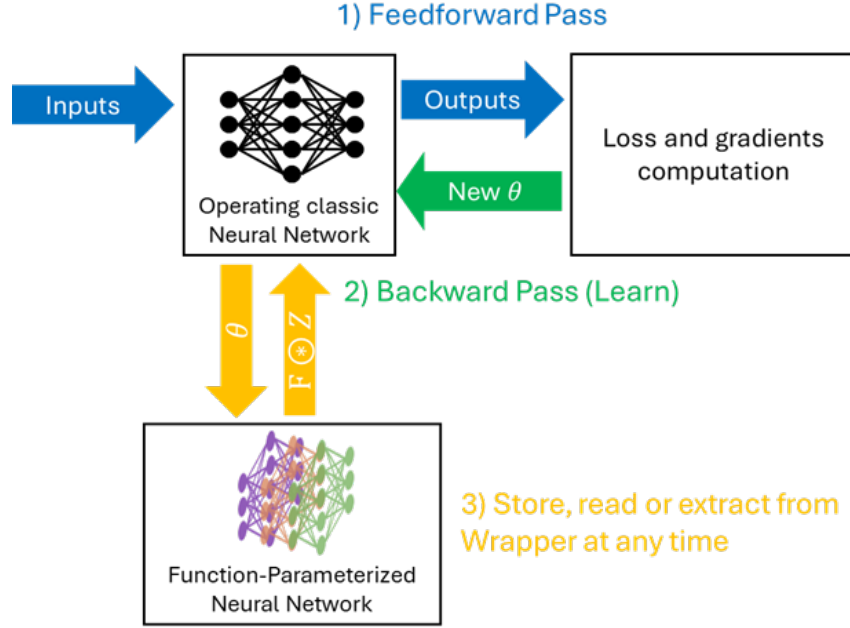 1) Feedforward Pass
Inputs
Outputs
Loss and gradients
computation
New θ
Operating classic
Neural Network
2) Backward Pass (Learn)
θ
F ⊛ Z
3) Store, read or extract from
Wrapper at any time
Function-Parameterized
Neural Network